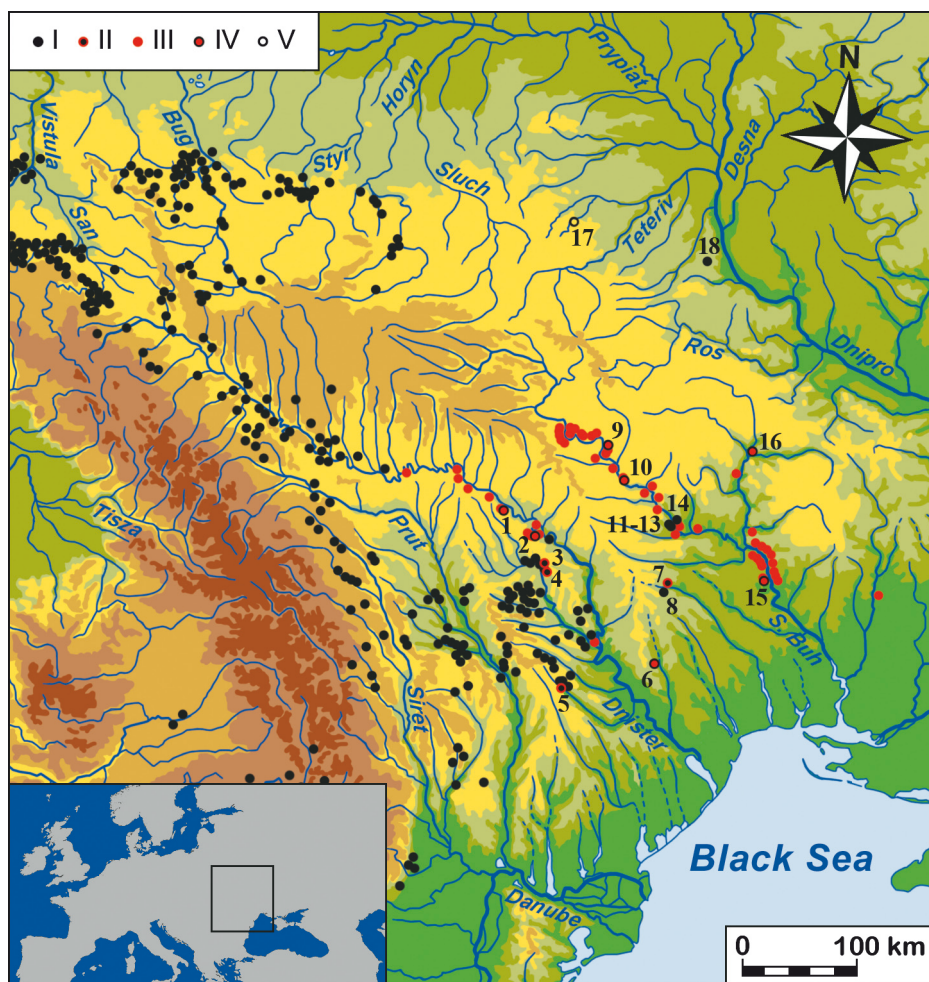 I II III IV V
N
Vistula
Bug
Horyn
Prypiat
Styr
Desna
Sluch
San
Teteriv
17
18
Ros
Dnipro
9
16
10
14
11-13
Tisza
Prut
1
2
3
4
7
8
15
S. Buh
6
5
Siret
Dnister
Black Sea
Danube
0 100 km